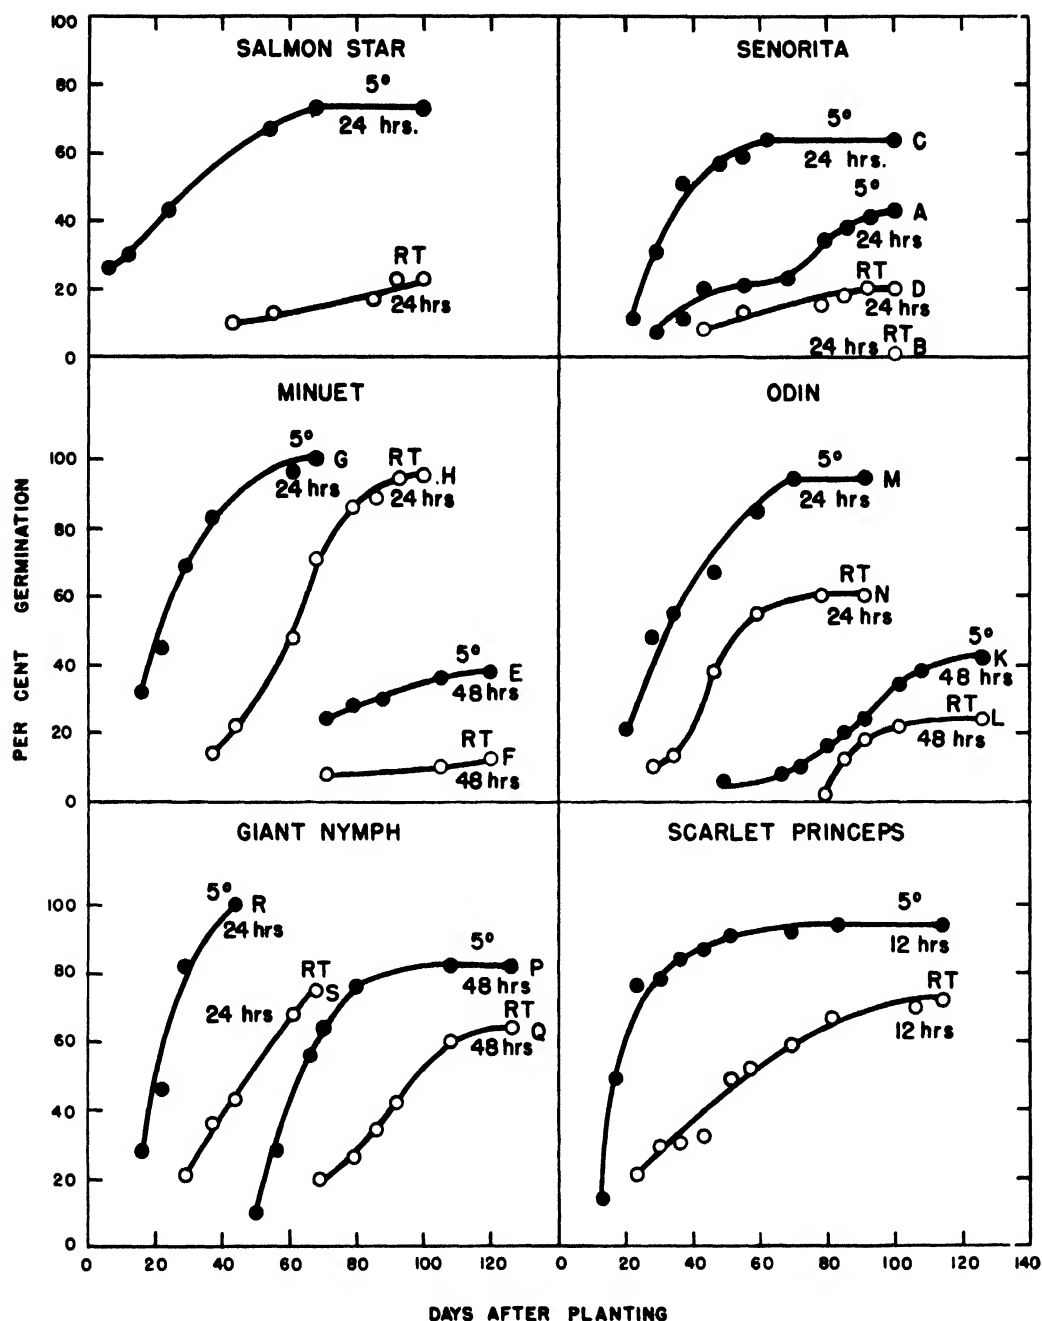 100
80
60
40
20
0
SALMON STAR
5°
24 hrs.
RT
24hrs
SENORITA
5°
24 hrs.
C
5°
A
24 hrs
RT
D
24 hrs
RT
24 hrs
B
100
80
60
40
20
0
MINUET
5°
G
24 hrs
RT
.H
24 hrs
5°
E
48 hrs
RT
F
48 hrs
ODIN
5°
M
24 hrs
RT
N
24 hrs
5°
K
48 hrs
RT
L
48 hrs
100
80
60
40
20
0
GIANT NYMPH
5°
R
24 hrs
RT
S
24 hrs
5°
P
48 hrs
RT
Q
48 hrs
SCARLET PRINCEPS
5°
12 hrs
RT
12 hrs
0 20 40 60 80 100 120 0 20 40 60 80 100 120 140
PER CENT GERMINATION
DAYS AFTER PLANTING